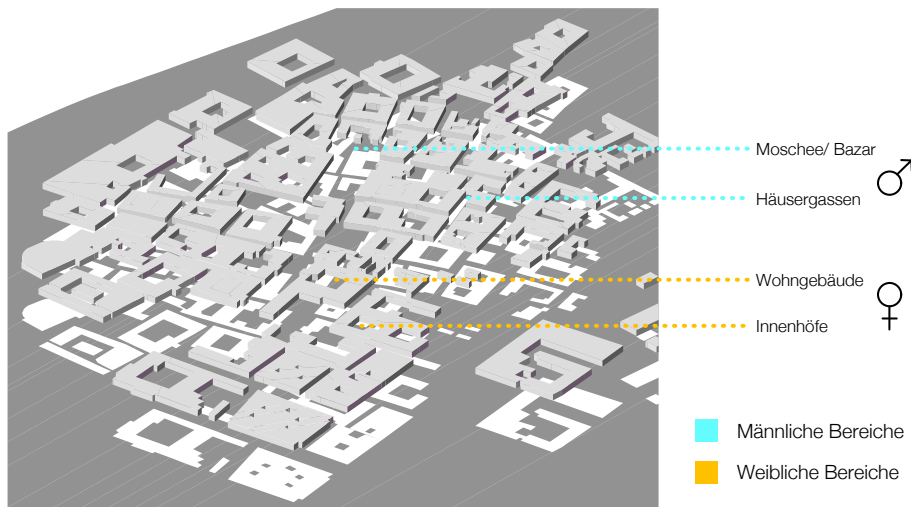 Moschee/ Bazar
Häusergassen
Wohngebäude
Innenhöfe
Männliche Bereiche
Weibliche Bereiche